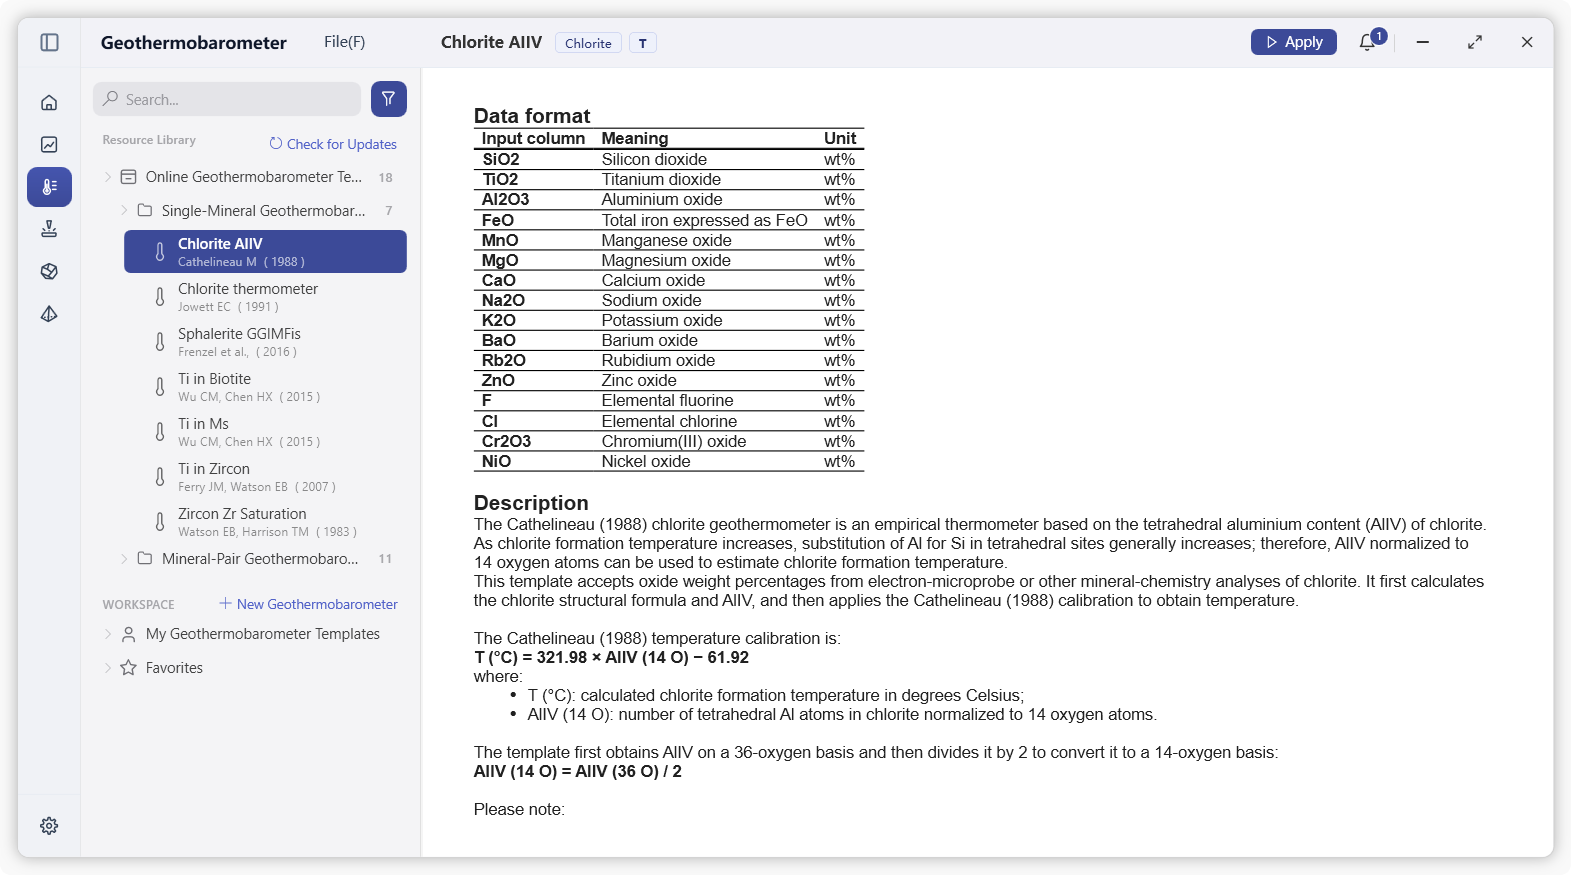 Geothermobarometer
File(F)
Chlorite AlIV
Chlorite
T
Apply
1
Search...
Resource Library
Check for Updates
Online Geothermobarometer Te... 18
Single-Mineral Geothermobar... 7
Chlorite AlIV
Cathelineau M ( 1988 )
Chlorite thermometer
Jowett EC ( 1991 )
Sphalerite GGIMFis
Frenzel et al., ( 2016 )
Ti in Biotite
Wu CM, Chen HX ( 2015 )
Ti in Ms
Wu CM, Chen HX ( 2015 )
Ti in Zircon
Ferry JM, Watson EB ( 2007 )
Zircon Zr Saturation
Watson EB, Harrison TM ( 1983 )
Mineral-Pair Geothermobaro... 11
WORKSPACE
New Geothermobarometer
My Geothermobarometer Templates
Favorites
Data format
Input column Meaning Unit
SiO2 Silicon dioxide wt%
TiO2 Titanium dioxide wt%
Al2O3 Aluminium oxide wt%
FeO Total iron expressed as FeO wt%
MnO Manganese oxide wt%
MgO Magnesium oxide wt%
CaO Calcium oxide wt%
Na2O Sodium oxide wt%
K2O Potassium oxide wt%
BaO Barium oxide wt%
Rb2O Rubidium oxide wt%
ZnO Zinc oxide wt%
F Elemental fluorine wt%
Cl Elemental chlorine wt%
Cr2O3 Chromium(III) oxide wt%
NiO Nickel oxide wt%
Description
The Cathelineau (1988) chlorite geothermometer is an empirical thermometer based on the tetrahedral aluminium content (AlIV) of chlorite.
As chlorite formation temperature increases, substitution of Al for Si in tetrahedral sites generally increases; therefore, AlIV normalized to
14 oxygen atoms can be used to estimate chlorite formation temperature.
This template accepts oxide weight percentages from electron-microprobe or other mineral-chemistry analyses of chlorite. It first calculates
the chlorite structural formula and AlIV, and then applies the Cathelineau (1988) calibration to obtain temperature.
The Cathelineau (1988) temperature calibration is:
T (°C) = 321.98 × AlIV (14 O) − 61.92
where:
• T (°C): calculated chlorite formation temperature in degrees Celsius;
• AlIV (14 O): number of tetrahedral Al atoms in chlorite normalized to 14 oxygen atoms.
The template first obtains AlIV on a 36-oxygen basis and then divides it by 2 to convert it to a 14-oxygen basis:
AlIV (14 O) = AlIV (36 O) / 2
Please note: